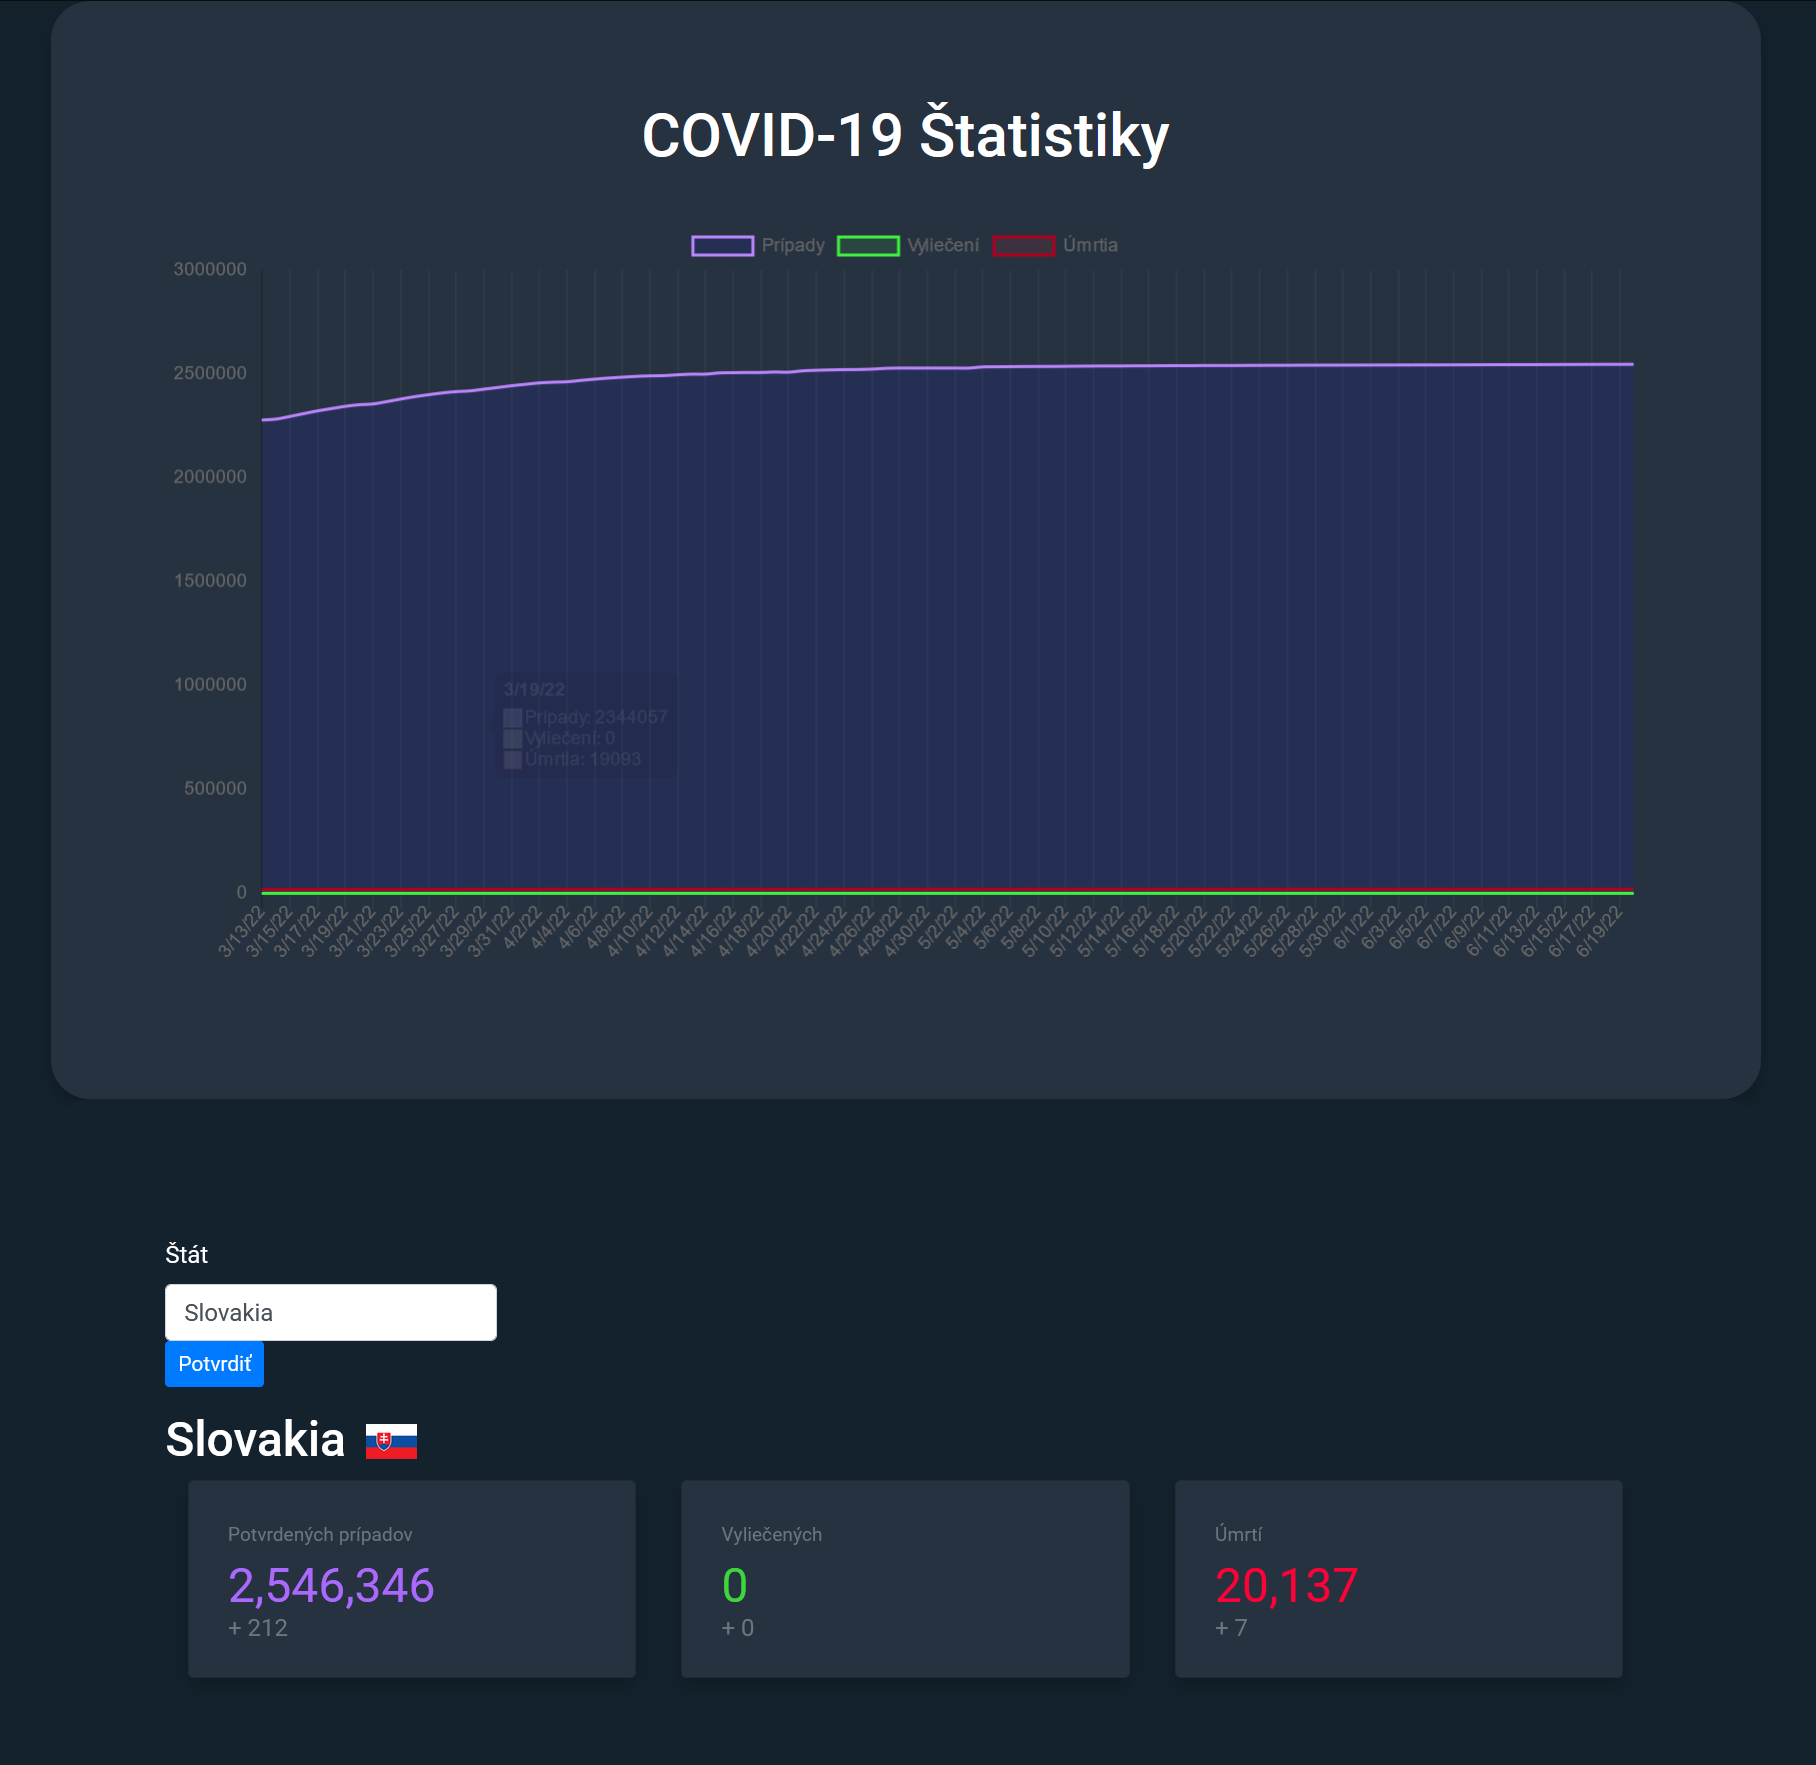 COVID-19 Štatistiky
Prípady Vyliečení Úmrtia
3000000
2500000
2000000
1500000
1000000
500000
0
3/19/22
Prípady: 2344057
Vyliečení: 0
Úmrtia: 19093
3/13/22 3/15/22 3/17/22 3/19/22 3/21/22 3/23/22 3/25/22 3/27/22 3/29/22 3/31/22 4/2/22 4/4/22 4/6/22 4/8/22 4/10/22 4/12/22 4/14/22 4/16/22 4/18/22 4/20/22 4/22/22 4/24/22 4/26/22 4/28/22 4/30/22 5/2/22 5/4/22 5/6/22 5/8/22 5/10/22 5/12/22 5/14/22 5/16/22 5/18/22 5/20/22 5/22/22 5/24/22 5/26/22 5/28/22 5/30/22 6/1/22 6/3/22 6/5/22 6/7/22 6/9/22 6/11/22 6/13/22 6/15/22 6/17/22 6/19/22
Štát
Slovakia
Potvrdiť
Slovakia
Potvrdených prípadov
2,546,346
+ 212
Vyliečených
0
+ 0
Úmrtí
20,137
+ 7